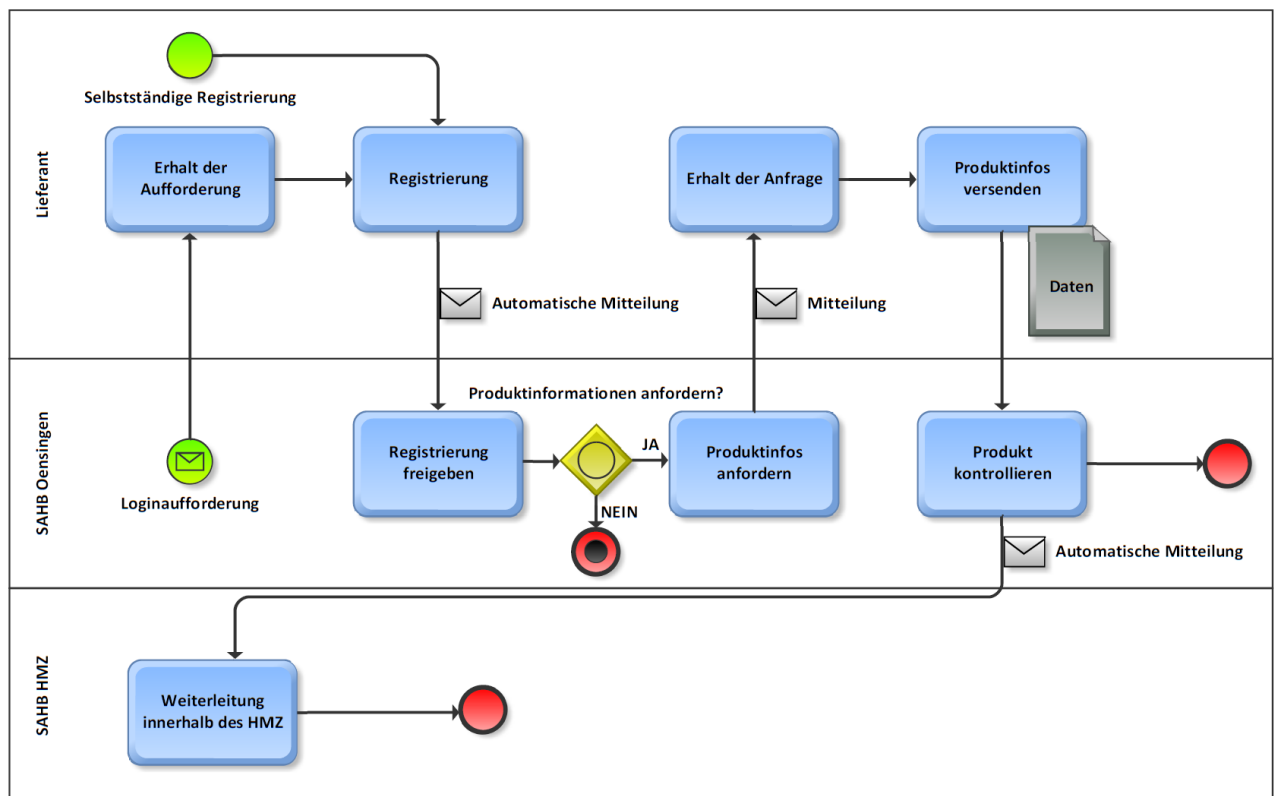 Lieferant
Selbstständige Registrierung
Erhalt der
Aufforderung
Registrierung
Erhalt der Anfrage
Produktinfos
versenden
Daten
Automatische Mitteilung
Mitteilung
SAHB Oensingen
Loginaufforderung
Produktinformationen anfordern?
Registrierung
freigeben
JA
NEIN
Produktinfos
anfordern
Produkt
kontrollieren
Automatische Mitteilung
SAHB HMZ
Weiterleitung
innerhalb des HMZ